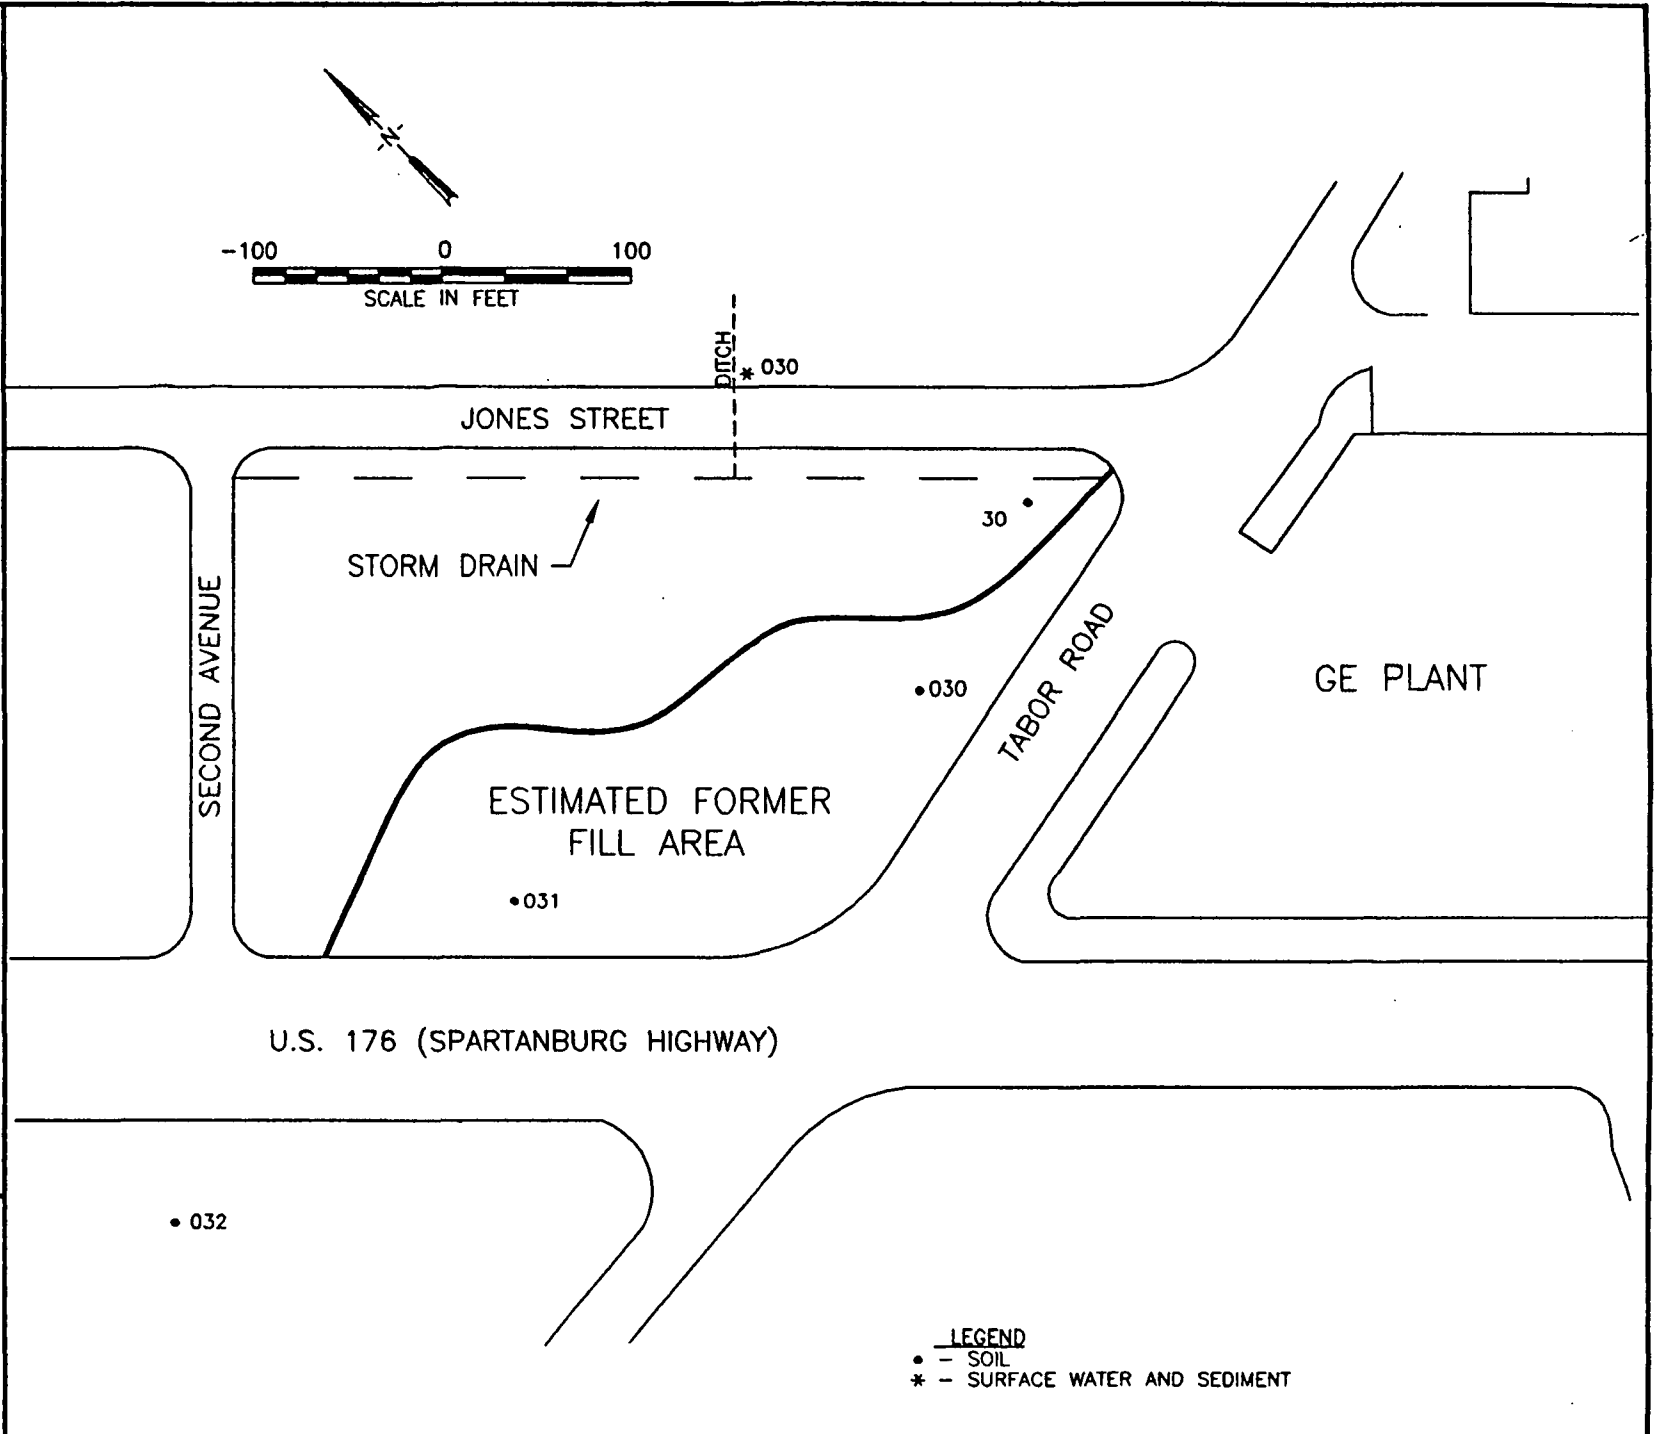 N
-100 0 100
SCALE IN FEET
DITCH
030
JONES STREET
30
STORM DRAIN
SECOND AVENUE
TABOR ROAD
GE PLANT
030
ESTIMATED FORMER
FILL AREA
031
U.S. 176 (SPARTANBURG HIGHWAY)
032
LEGEND
• – SOIL
* – SURFACE WATER AND SEDIMENT